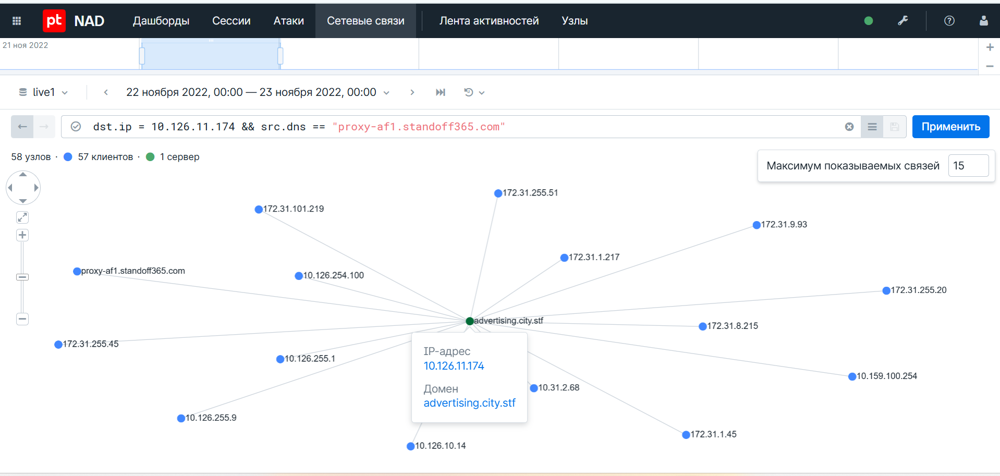 pt NAD Дашборды Сессии Атаки Сетевые связи Лента активностей Узлы
21 ноя 2022
live1 22 ноября 2022, 00:00 — 23 ноября 2022, 00:00
dst.ip = 10.126.11.174 && src.dns == "proxy-af1.standoff365.com" Применить
58 узлов · 57 клиентов · 1 сервер
Максимум показываемых связей 15
172.31.255.51
172.31.101.219
172.31.9.93
172.31.1.217
proxy-af1.standoff365.com
10.126.254.100
172.31.255.20
advertising.city.stf
172.31.8.215
172.31.255.45
10.126.255.1
IP-адрес
10.126.11.174
10.159.100.254
Домен
advertising.city.stf
10.31.2.68
10.126.255.9
172.31.1.45
10.126.10.14